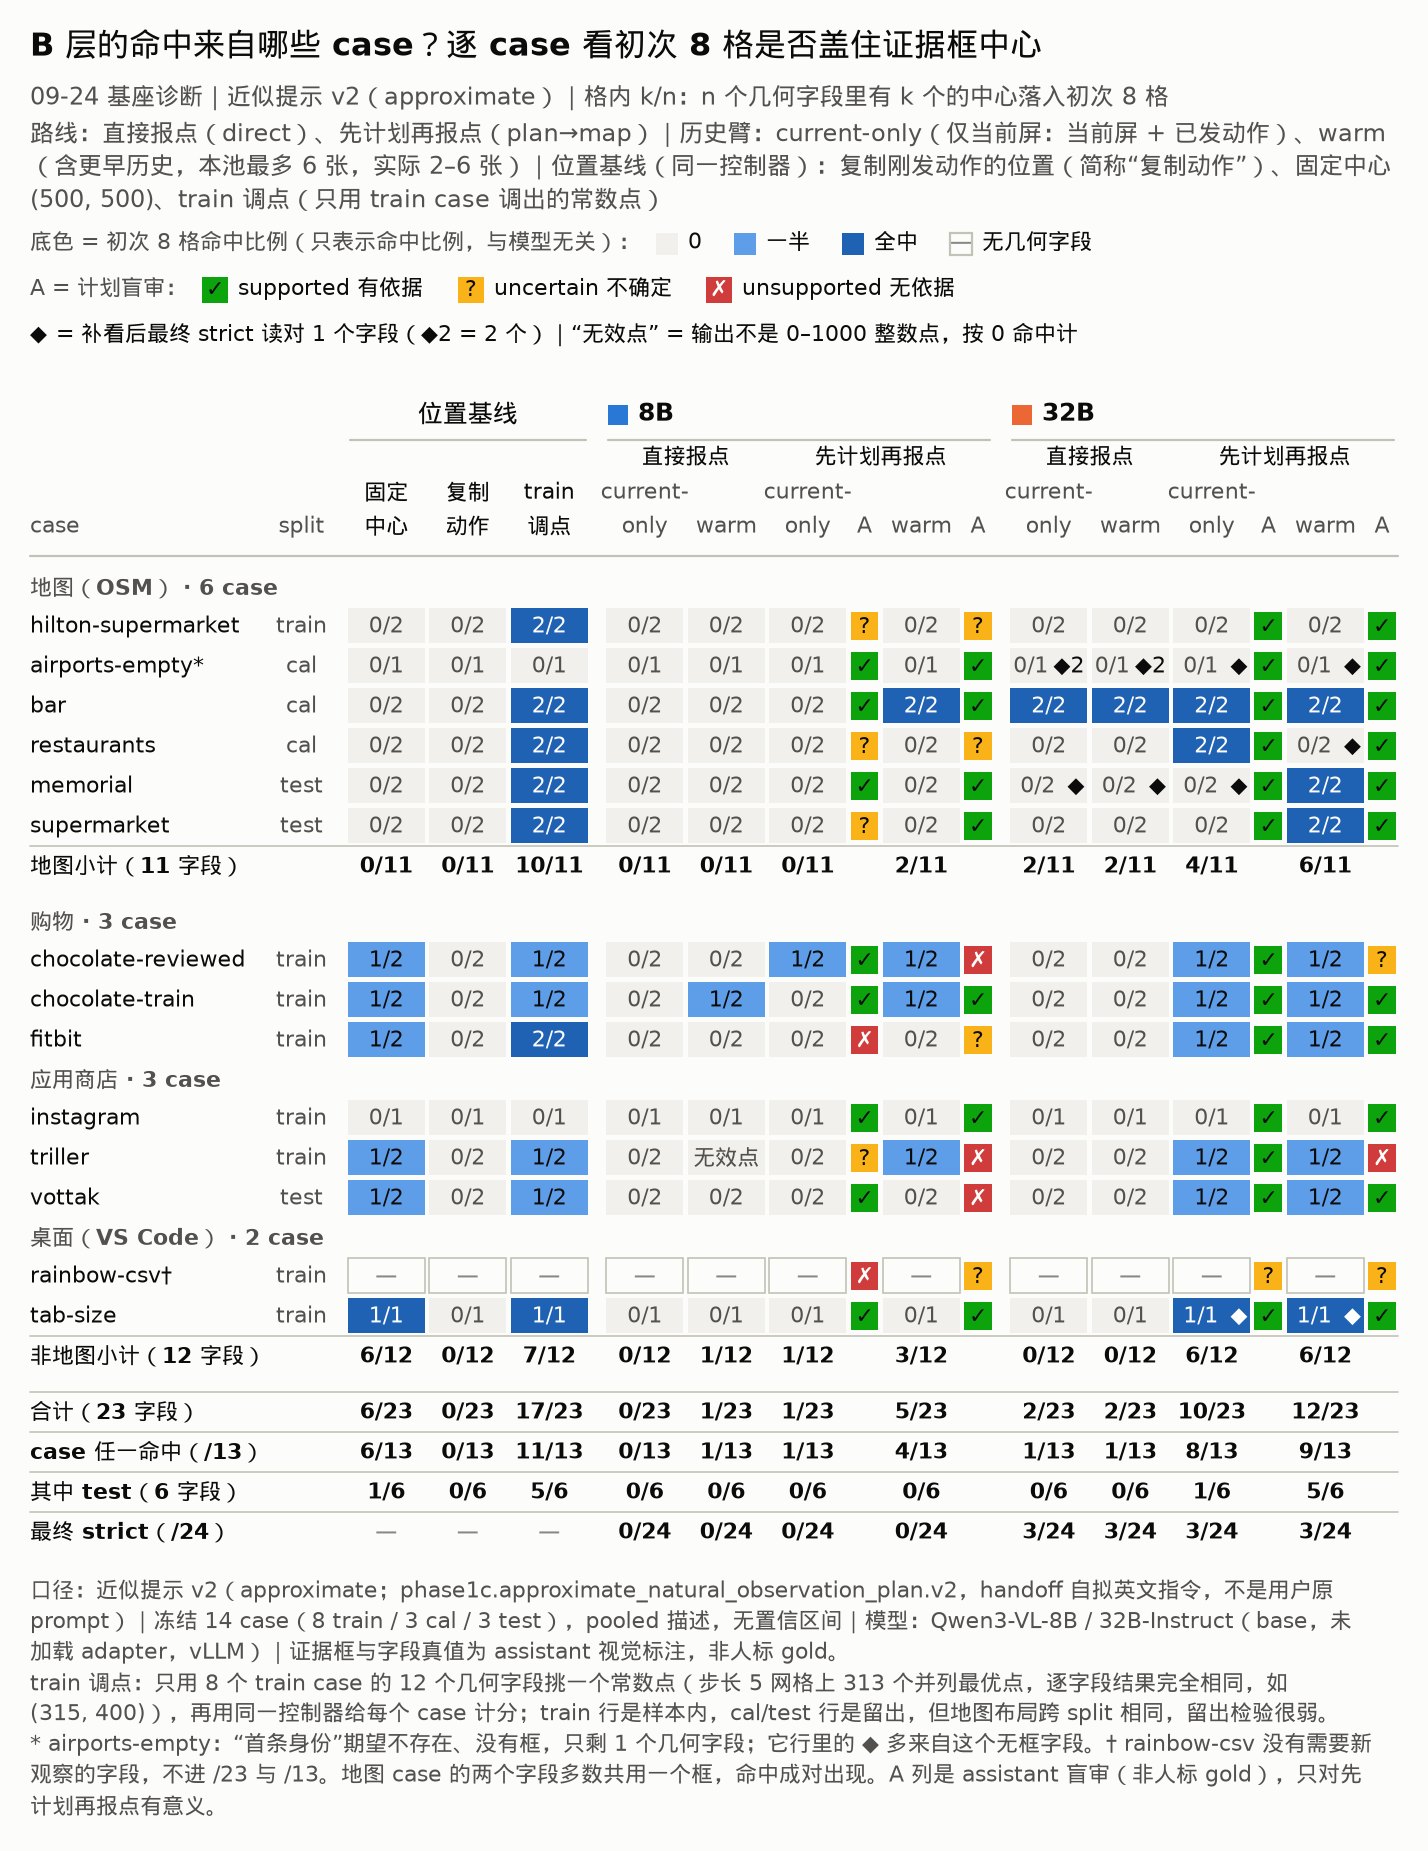 B 层的命中来自哪些 case？逐 case 看初次 8 格是否盖住证据框中心
09-24 基座诊断｜近似提示 v2（approximate）｜格内 k/n：n 个几何字段里有 k 个的中心落入初次 8 格
路线：直接报点（direct）、先计划再报点（plan→map）｜历史臂：current-only（仅当前屏：当前屏 + 已发动作）、warm
（含更早历史，本池最多 6 张，实际 2–6 张）｜位置基线（同一控制器）：复制刚发动作的位置（简称“复制动作”）、固定中心
(500, 500)、train 调点（只用 train case 调出的常数点）
底色 = 初次 8 格命中比例（只表示命中比例，与模型无关）： 0 一半 全中 无几何字段
A = 计划盲审： ✓ supported 有依据 ? uncertain 不确定 ✗ unsupported 无依据
◆ = 补看后最终 strict 读对 1 个字段（◆2 = 2 个）｜“无效点” = 输出不是 0–1000 整数点，按 0 命中计
位置基线 8B 32B
直接报点 先计划再报点 直接报点 先计划再报点
固定 复制 train current- current- current- current-
case split 中心 动作 调点 only warm only A warm A only warm only A warm A
地图（OSM）· 6 case
hilton-supermarket train 0/2 0/2 2/2 0/2 0/2 0/2 ? 0/2 ? 0/2 0/2 0/2 ✓ 0/2 ✓
airports-empty* cal 0/1 0/1 0/1 0/1 0/1 0/1 ✓ 0/1 ✓ 0/1 ◆2 0/1 ◆2 0/1 ◆ ✓ 0/1 ◆ ✓
bar cal 0/2 0/2 2/2 0/2 0/2 0/2 ✓ 2/2 ✓ 2/2 2/2 2/2 ✓ 2/2 ✓
restaurants cal 0/2 0/2 2/2 0/2 0/2 0/2 ? 0/2 ? 0/2 0/2 2/2 ✓ 0/2 ◆ ✓
memorial test 0/2 0/2 2/2 0/2 0/2 0/2 ✓ 0/2 ✓ 0/2 ◆ 0/2 ◆ 0/2 ◆ ✓ 2/2 ✓
supermarket test 0/2 0/2 2/2 0/2 0/2 0/2 ? 0/2 ✓ 0/2 0/2 0/2 ✓ 2/2 ✓
地图小计（11 字段） 0/11 0/11 10/11 0/11 0/11 0/11 2/11 2/11 2/11 4/11 6/11
购物 · 3 case
chocolate-reviewed train 1/2 0/2 1/2 0/2 0/2 1/2 ✓ 1/2 ✗ 0/2 0/2 1/2 ✓ 1/2 ?
chocolate-train train 1/2 0/2 1/2 0/2 1/2 0/2 ✓ 1/2 ✓ 0/2 0/2 1/2 ✓ 1/2 ✓
fitbit train 1/2 0/2 2/2 0/2 0/2 0/2 ✗ 0/2 ? 0/2 0/2 1/2 ✓ 1/2 ✓
应用商店 · 3 case
instagram train 0/1 0/1 0/1 0/1 0/1 0/1 ✓ 0/1 ✓ 0/1 0/1 0/1 ✓ 0/1 ✓
triller train 1/2 0/2 1/2 0/2 无效点 0/2 ? 1/2 ✗ 0/2 0/2 1/2 ✓ 1/2 ✗
vottak test 1/2 0/2 1/2 0/2 0/2 0/2 ✓ 0/2 ✗ 0/2 0/2 1/2 ✓ 1/2 ✓
桌面（VS Code）· 2 case
rainbow-csv† train — — — — — — ✗ — ? — — — ? — ?
tab-size train 1/1 0/1 1/1 0/1 0/1 0/1 ✓ 0/1 ✓ 0/1 0/1 1/1 ◆ ✓ 1/1 ◆ ✓
非地图小计（12 字段） 6/12 0/12 7/12 0/12 1/12 1/12 3/12 0/12 0/12 6/12 6/12
合计（23 字段） 6/23 0/23 17/23 0/23 1/23 1/23 5/23 2/23 2/23 10/23 12/23
case 任一命中（/13） 6/13 0/13 11/13 0/13 1/13 1/13 4/13 1/13 1/13 8/13 9/13
其中 test（6 字段） 1/6 0/6 5/6 0/6 0/6 0/6 0/6 0/6 0/6 1/6 5/6
最终 strict（/24） — — — 0/24 0/24 0/24 0/24 3/24 3/24 3/24 3/24
口径：近似提示 v2（approximate；phase1c.approximate_natural_observation_plan.v2，handoff 自拟英文指令，不是用户原
prompt）｜冻结 14 case（8 train / 3 cal / 3 test），pooled 描述，无置信区间｜模型：Qwen3-VL-8B / 32B-Instruct（base，未
加载 adapter，vLLM）｜证据框与字段真值为 assistant 视觉标注，非人标 gold。
train 调点：只用 8 个 train case 的 12 个几何字段挑一个常数点（步长 5 网格上 313 个并列最优点，逐字段结果完全相同，如
(315, 400)），再用同一控制器给每个 case 计分；train 行是样本内，cal/test 行是留出，但地图布局跨 split 相同，留出检验很弱。
* airports-empty：“首条身份”期望不存在、没有框，只剩 1 个几何字段；它行里的 ◆ 多来自这个无框字段。† rainbow-csv 没有需要新
观察的字段，不进 /23 与 /13。地图 case 的两个字段多数共用一个框，命中成对出现。A 列是 assistant 盲审（非人标 gold），只对先
计划再报点有意义。